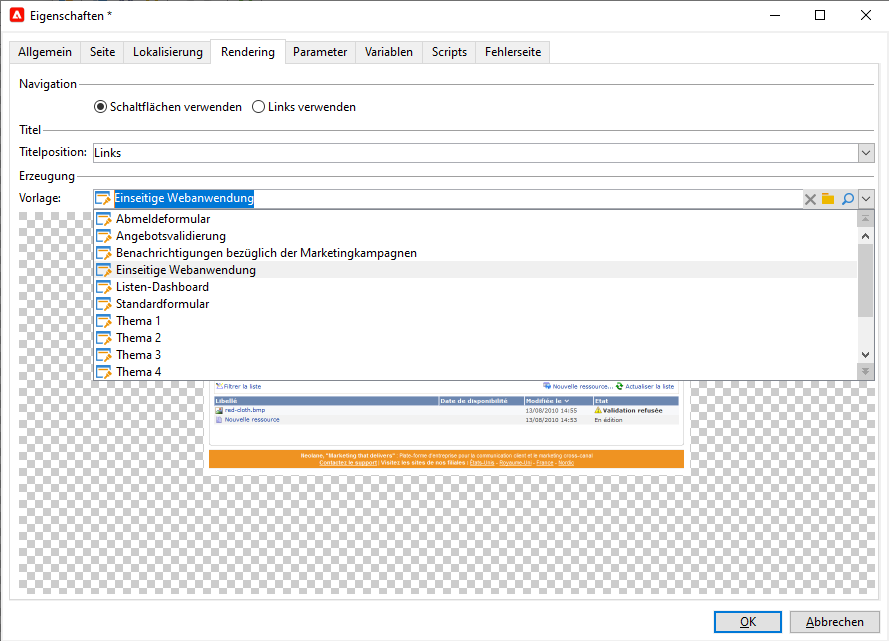 Eigenschaften *
Allgemein Seite Lokalisierung Rendering Parameter Variablen Scripts Fehlerseite
Navigation
Schaltflächen verwenden Links verwenden
Titel
Titelposition: Links
Erzeugung
Vorlage: Einseitige Webanwendung
Abmeldeformular
Angebotsvalidierung
Benachrichtigungen bezüglich der Marketingkampagnen
Einseitige Webanwendung
Listen-Dashboard
Standardformular
Thema 1
Thema 2
Thema 3
Thema 4
Filtrer la liste Nouvelle ressource... Actualiser la liste
Libellé Date de disponibilité Modifiée le Etat
red-cloth.bmp 13/08/2010 14:55 Validation refusée
Nouvelle ressource 13/08/2010 14:53 En édition
Neolane, "Marketing that delivers" : Plate-forme d'entreprise pour la communication client et le marketing cross-canal
Contactez le support | Visitez les sites de nos filiales : Etats-Unis - Royaume-Uni - France - Nordic
OK Abbrechen